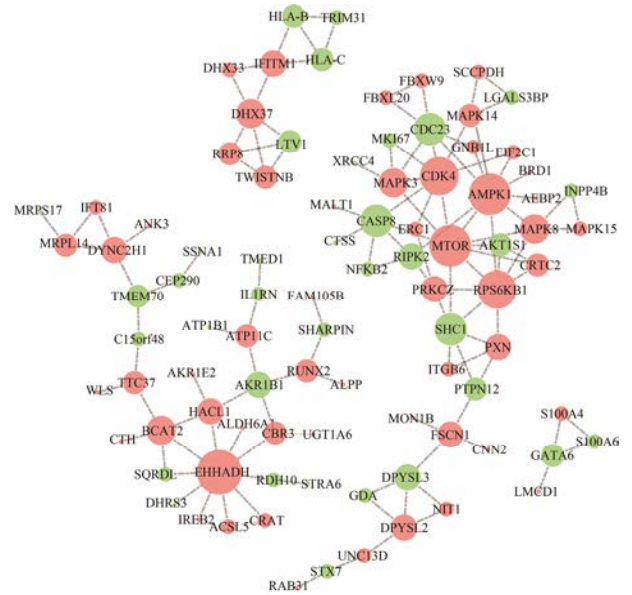 HLA-B
TRIM31
IFITM1
HLA-C
DHX33
DHX37
LTV1
RRP8
TWISTNB
FBXW9
SCCPDH
FBXL20
LGALS3BP
MAPK14
CDC23
MKI67
GNB1L
EIF2C1
XRCC4
CDK4
BRD1
MAPK3
AMPK1
INPP4B
AEBP2
MALT1
CASP8
ERC1
MAPK8
MAPK15
CTSS
MTOR
AKT1S1
NFKB2
RIPK2
CRTC2
PRKCZ
RPS6KB1
SHC1
PXN
ITGB6
PTPN12
MON1B
FSCN1
CNN2
DPYSL3
GDA
NIT1
DPYSL2
UNC13D
STX7
RAB31
S100A4
S100A6
GATA6
LMCD1
MRPS17
IFT81
ANK3
MRPL14
DYNC2H1
SSNA1
CEP290
TMEM70
TMED1
IL1RN
FAM105B
C15orf48
ATP1B1
SHARPIN
ATP11C
TTC37
AKR1E2
RUNX2
WLS
AKR1B1
ALPP
HACL1
ALDH6A1
BCAT2
CTH
CBR3
UGT1A6
SQRDL
EHHADH
RDH10
STRA6
DHRS3
IREB2
ACSL5
CRAT